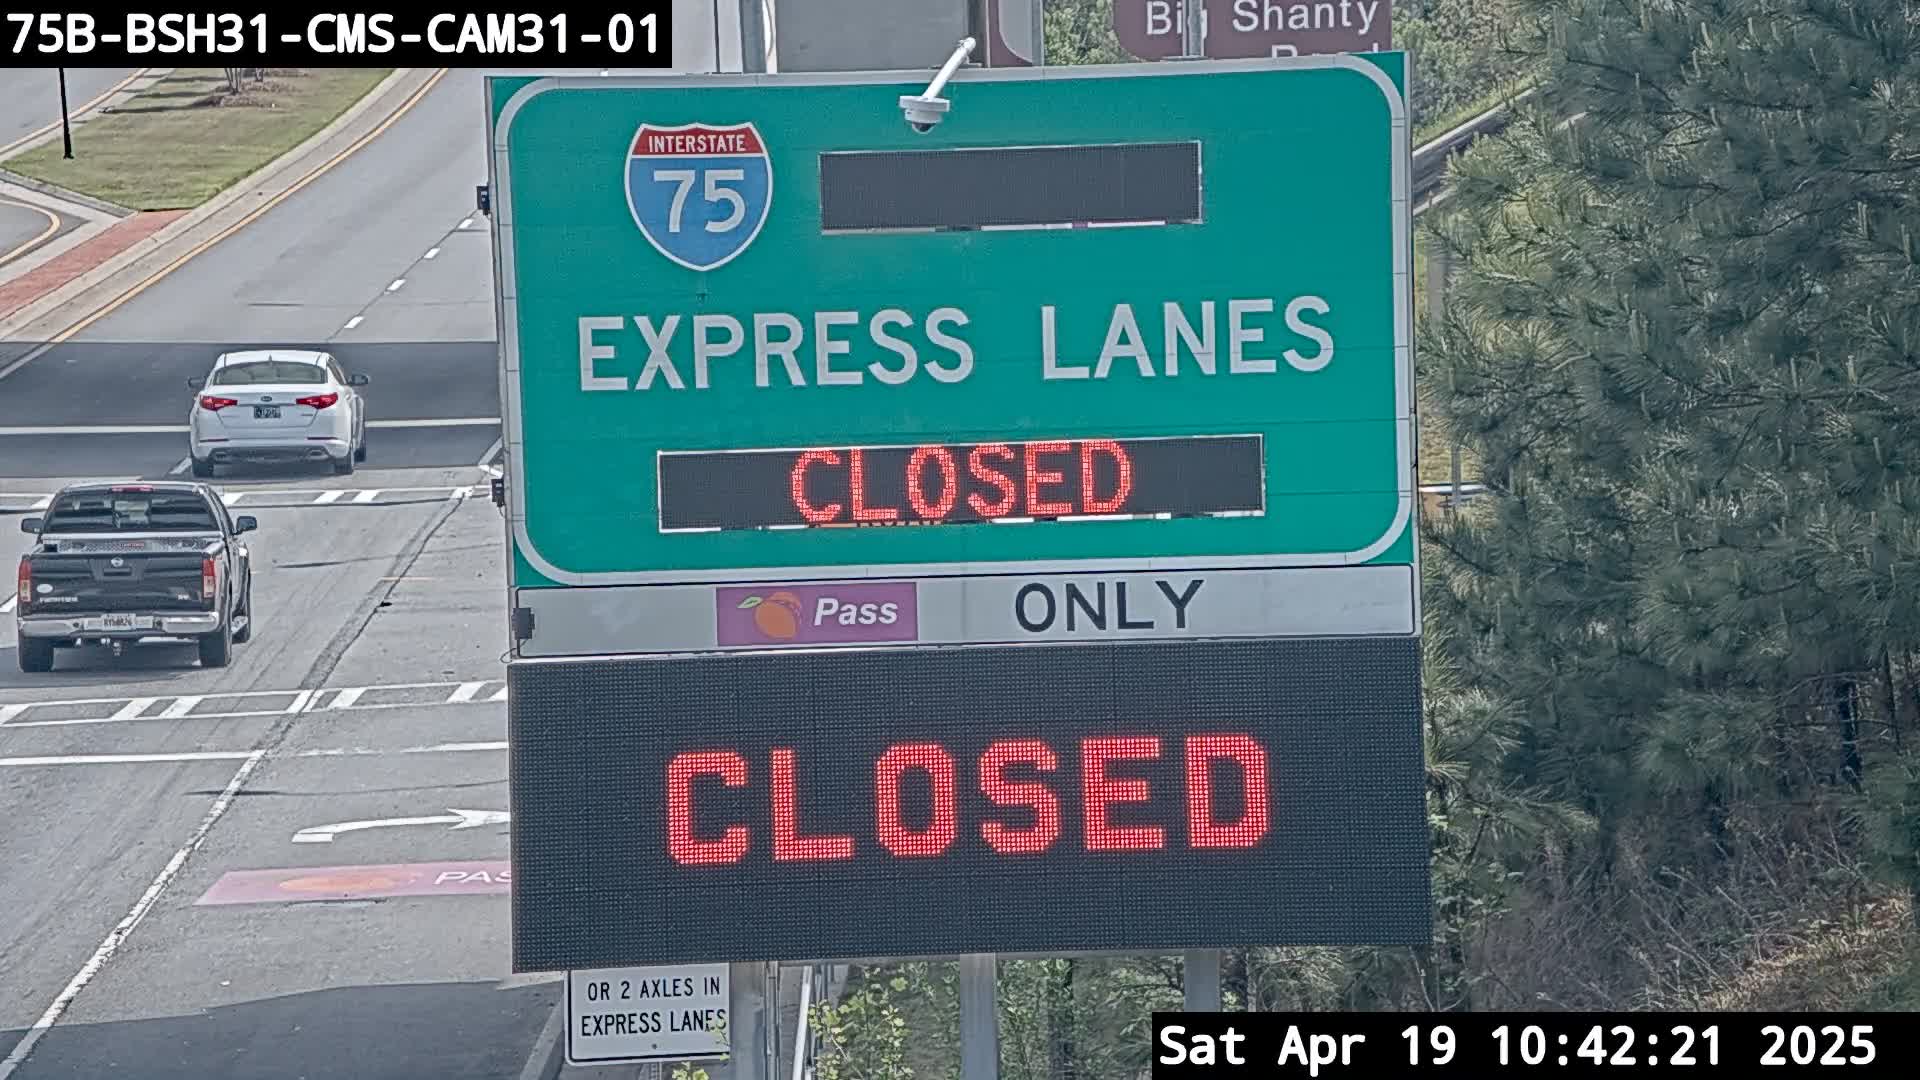 75B-BSH31-CMS-CAM31-01
Big Shanty
Road
INTERSTATE
75
EXPRESS LANES
CLOSED
Pass ONLY
CLOSED
OR 2 AXLES IN
EXPRESS LANES
Sat Apr 19 10:42:21 2025